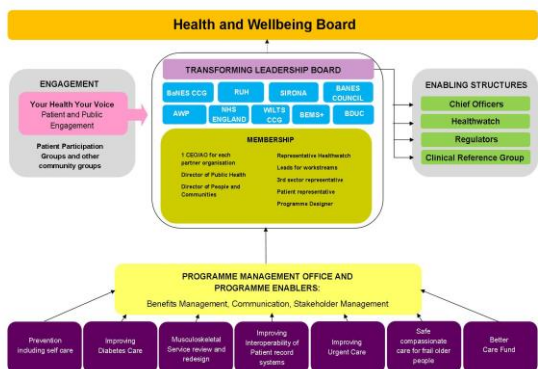 Health and Wellbeing Board
ENGAGEMENT
Your Health Your Voice
Patient and Public
Engagement
Patient Participation
Groups and other
community groups
TRANSFORMING LEADERSHIP BOARD
BaNES CCG
RUH
SIRONA
BANES
COUNCIL
AWP
NHS
ENGLAND
WILTS
CCG
BEMS+
BDUC
MEMBERSHIP
1 CEO/AO for each
partner organisation
Director of Public Health
Director of People and
Communities
Representative Healthwatch
Leads for workstreams
3rd sector representative
Patient representative
Programme Designer
ENABLING STRUCTURES
Chief Officers
Healthwatch
Regulators
Clinical Reference Group
PROGRAMME MANAGEMENT OFFICE AND
PROGRAMME ENABLERS:
Benefits Management, Communication, Stakeholder Management
Prevention
including self care
Improving
Diabetes Care
Musculoskeletal
Service review and
redesign
Improving
Interoperability of
Patient record
systems
Improving
Urgent Care
Safe
compassionate
care for frail older
people
Better
Care Fund